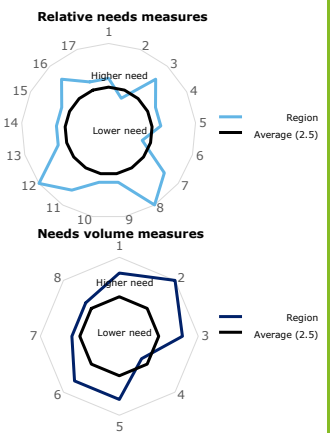 Relative needs measures
1
17 2
16 3
Higher need
15 4
14 Lower need 5
Region
Average (2.5)
13 6
12 7
11 8
10 9
Needs volume measures
1
8 Higher need 2
7 Lower need 3
Region
Average (2.5)
6 4
5